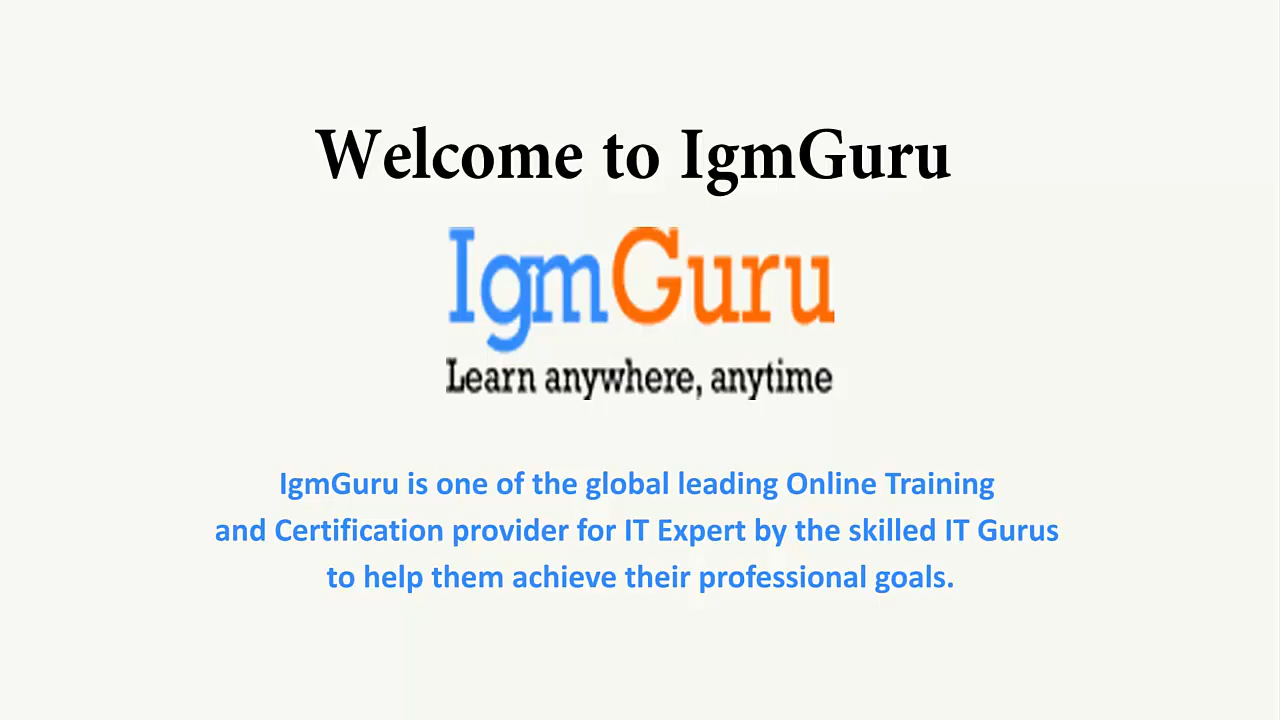 Welcome to IgmGuru
IgmGuru
Learn anywhere, anytime
IgmGuru is one of the global leading Online Training
and Certification provider for IT Expert by the skilled IT Gurus
to help them achieve their professional goals.